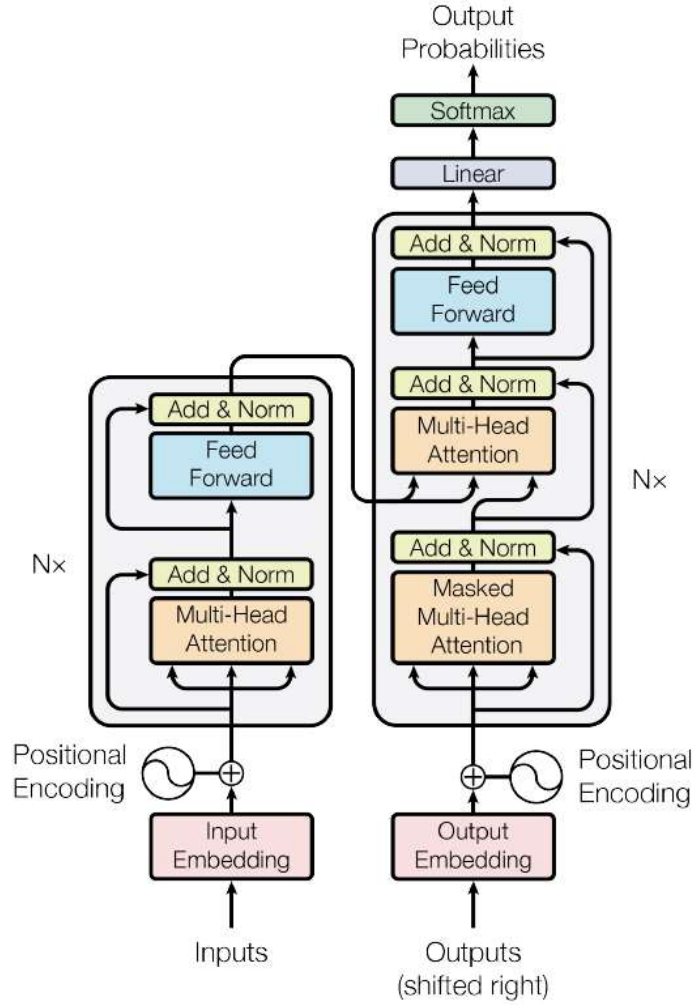 Output
Probabilities
Softmax
Linear
Add & Norm
Feed
Forward
Add & Norm
Multi-Head
Attention
Add & Norm
Masked
Multi-Head
Attention
Nx
Add & Norm
Feed
Forward
Add & Norm
Multi-Head
Attention
Nx
Positional
Encoding
Positional
Encoding
Input
Embedding
Output
Embedding
Inputs
Outputs
(shifted right)